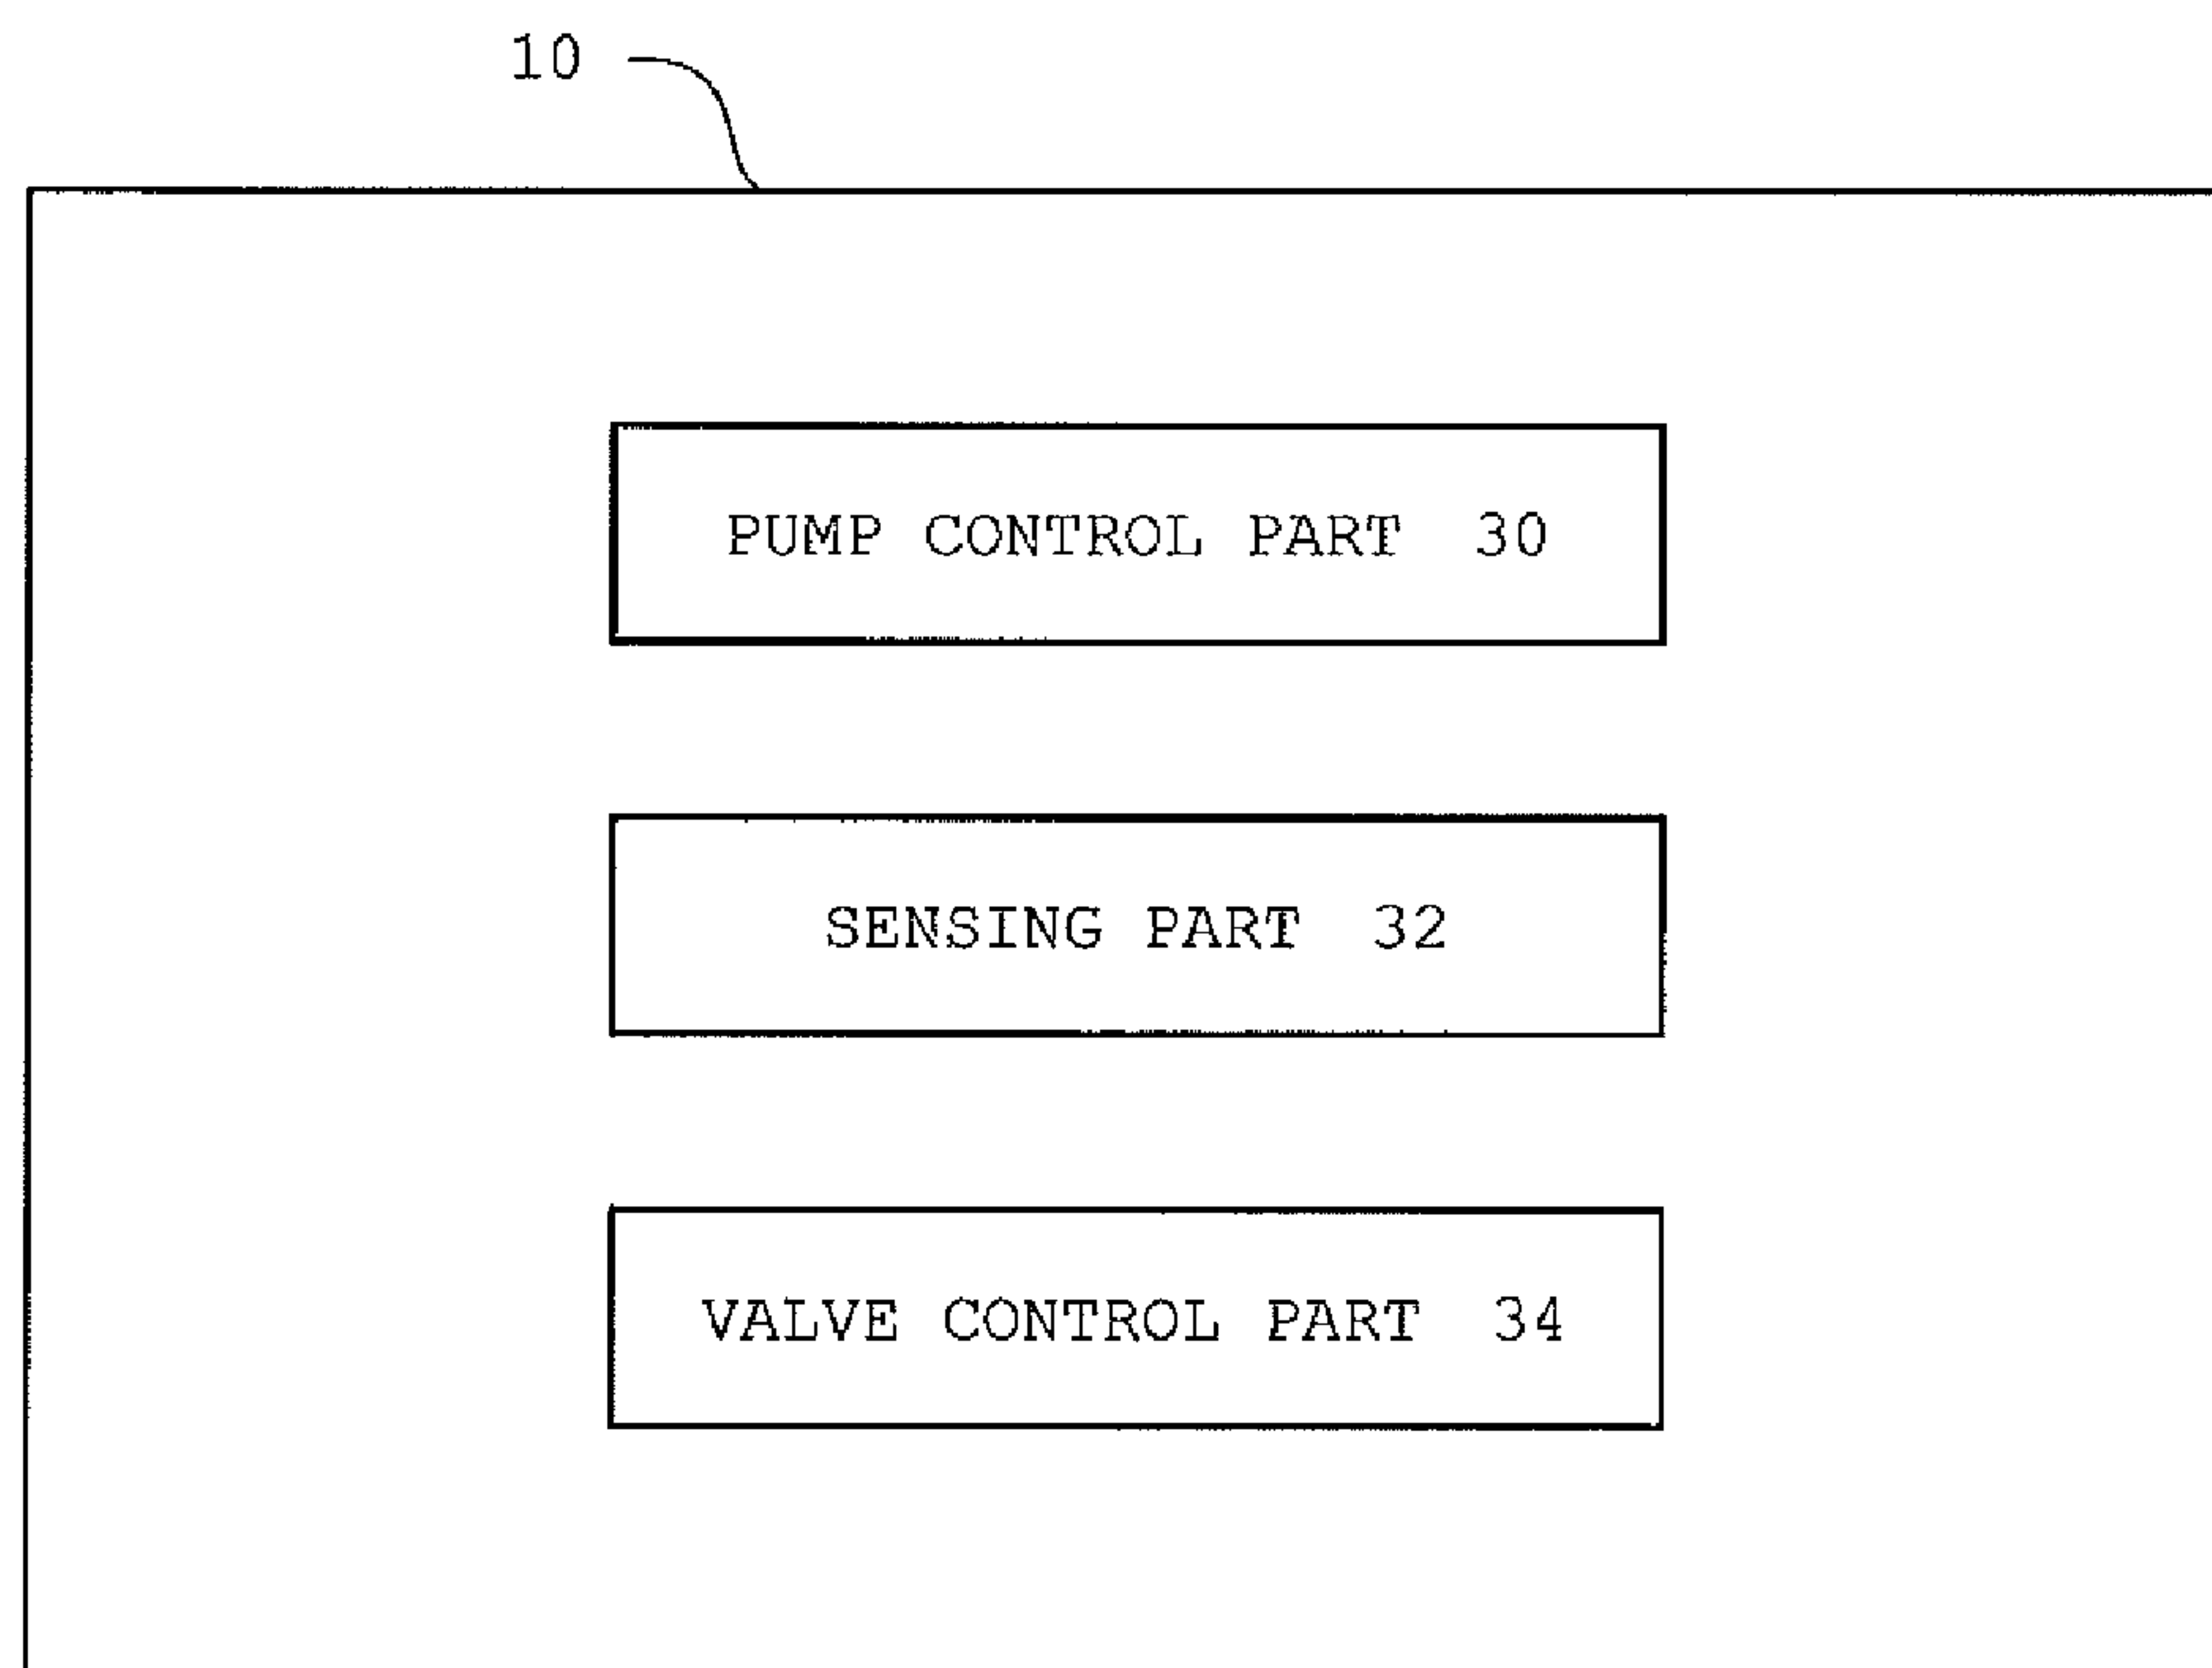 10
PUMP CONTROL PART 30
SENSING PART 32
VALVE CONTROL PART 34